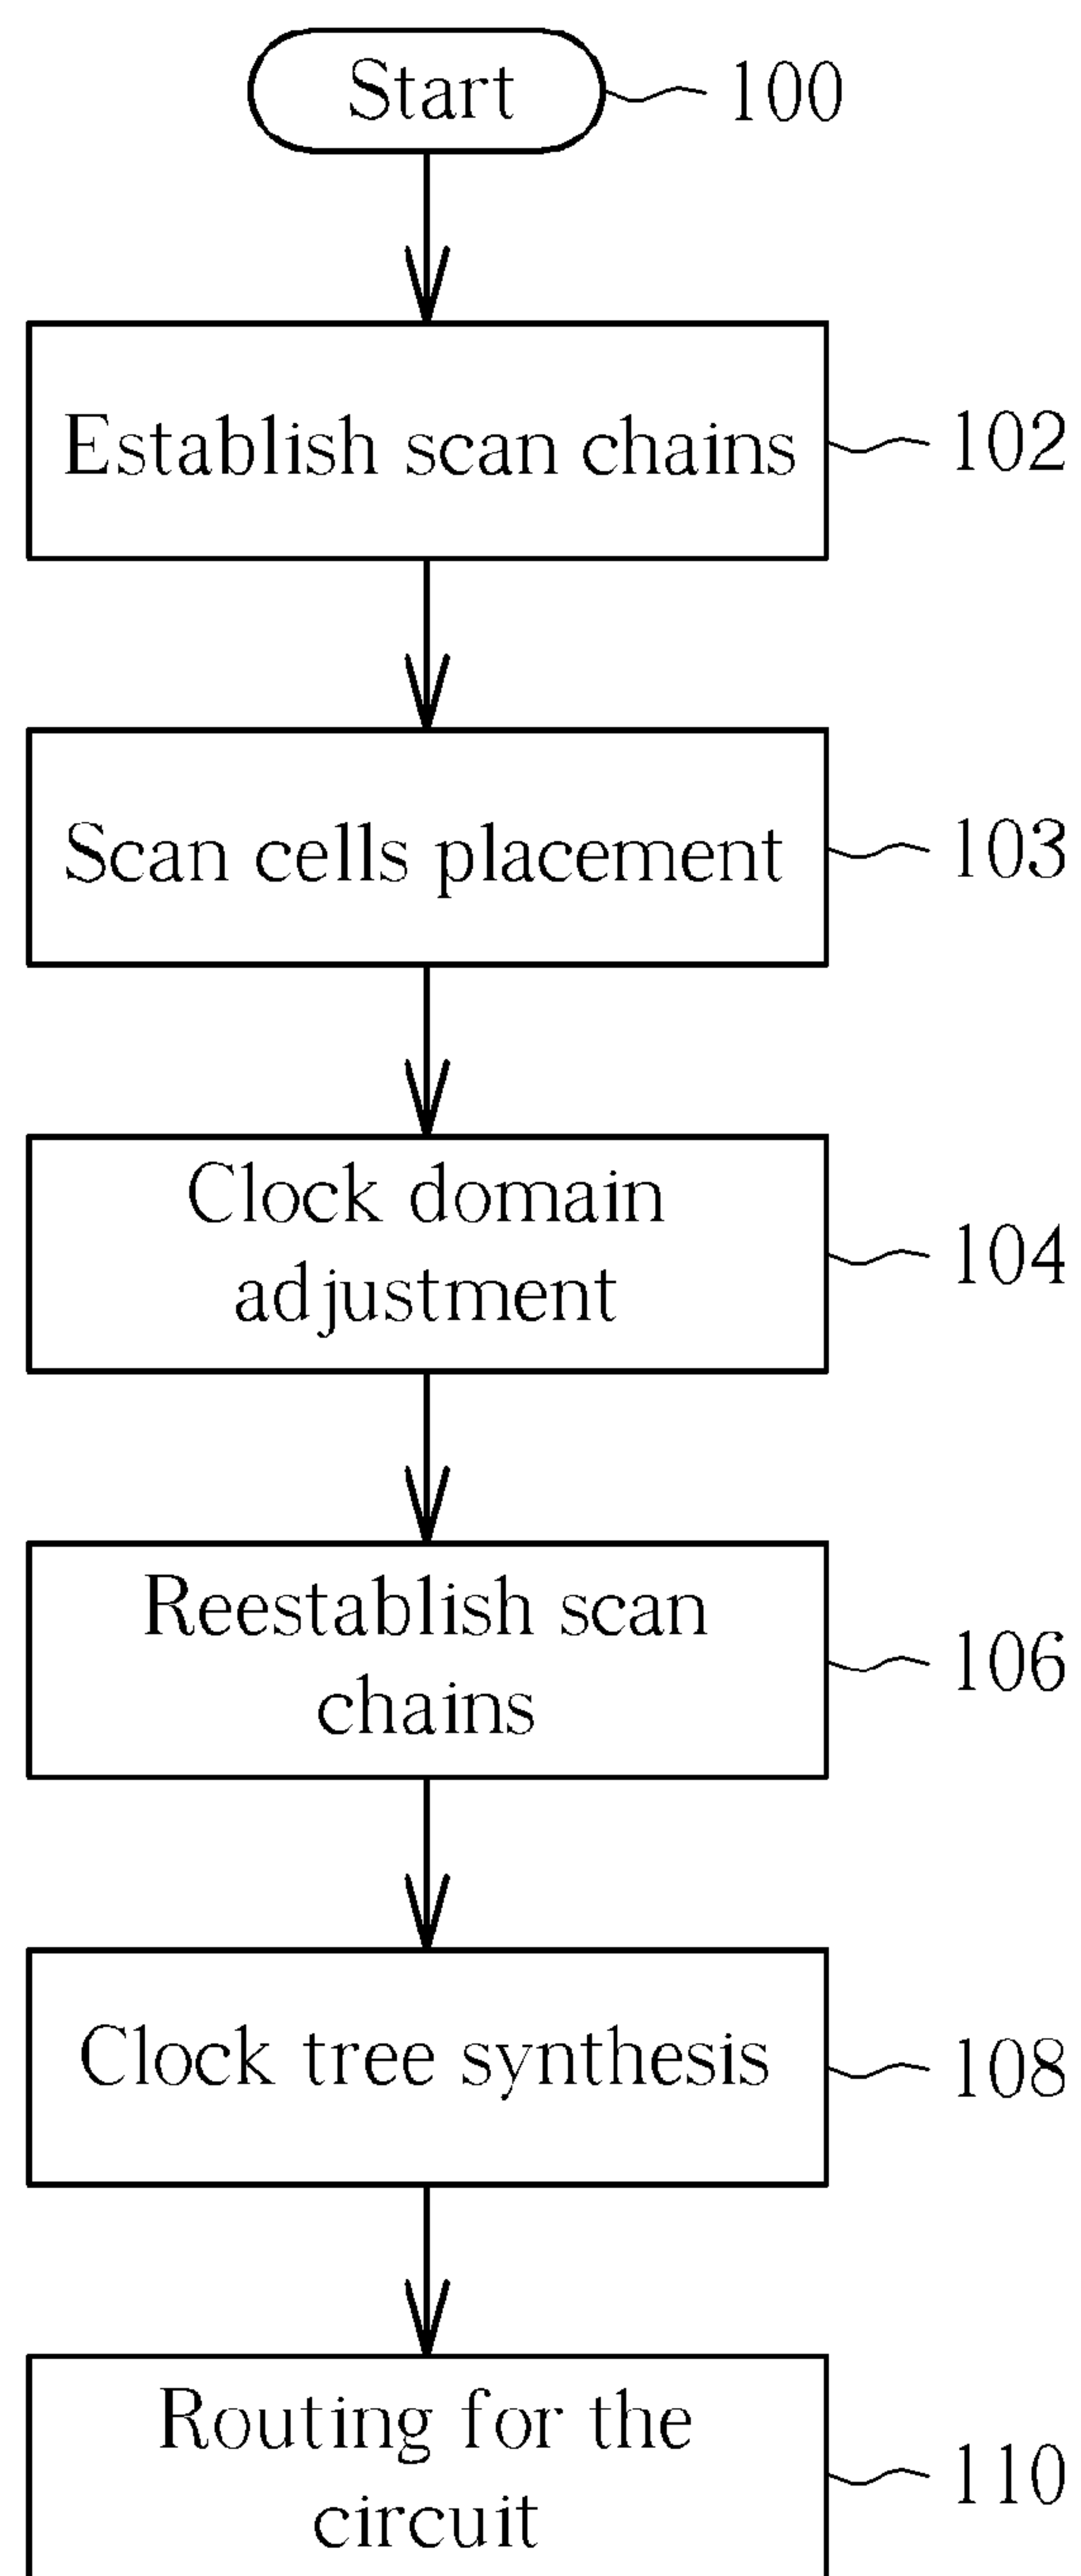 Start
100
Establish scan chains
102
Scan cells placement
103
Clock domain
adjustment
104
Reestablish scan
chains
106
Clock tree synthesis
108
Routing for the
circuit
110